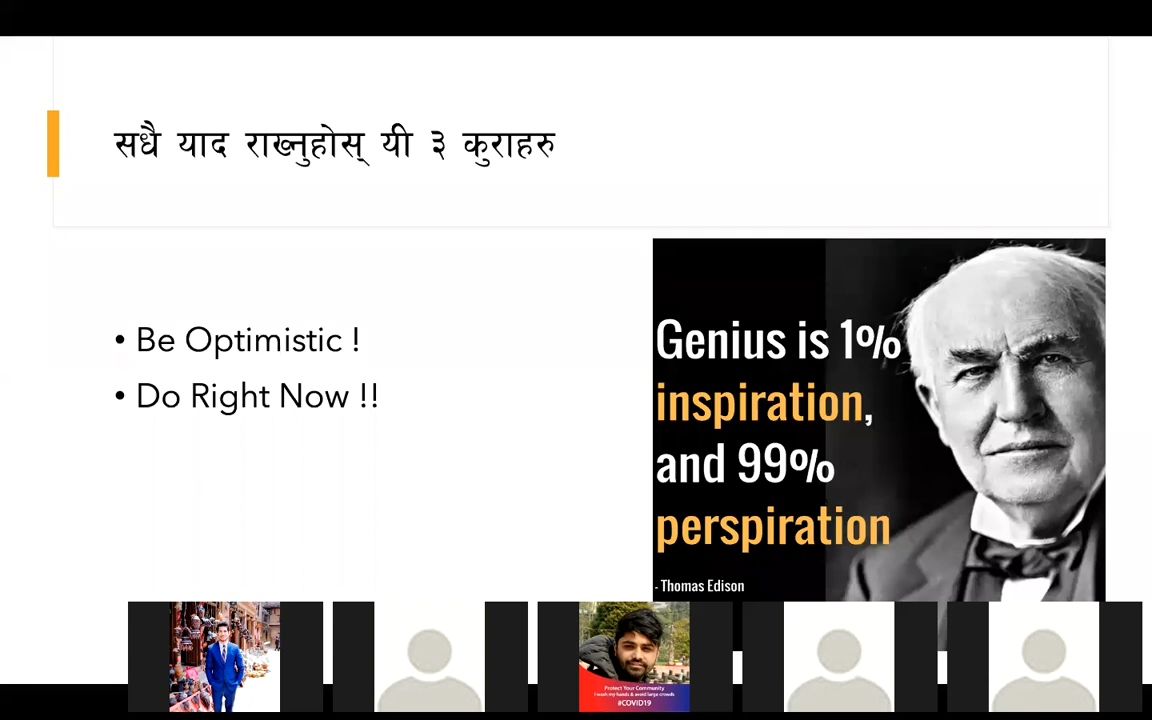 सधै याद राख्नुहोस् यी ३ कुराहरु
• Be Optimistic !
• Do Right Now !!
Genius is 1%
inspiration,
and 99%
perspiration
- Thomas Edison
Protect Your Community
I wash my hands & avoid large crowds
#COVID19